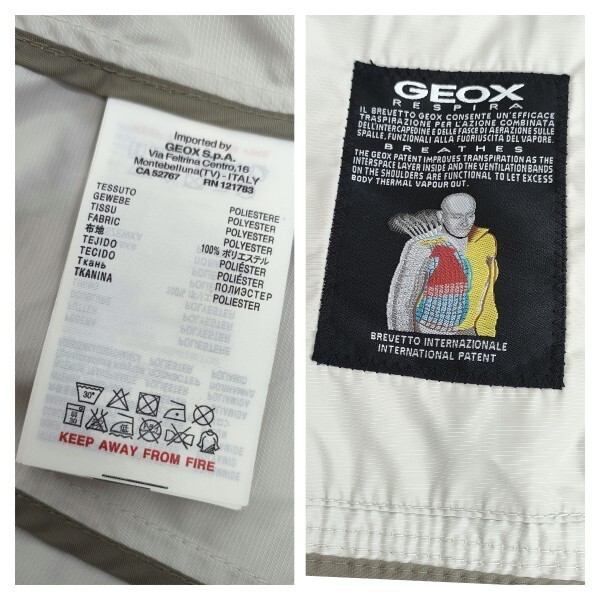 Imported by
GEOX S.p.A.
Via Feltrina Centro,16
Montebelluna(TV) - ITALY
CA 52767 RN 121783
TESSUTO POLIESTERE
GEWEBE POLYESTER
TISSU POLYESTER
FABRIC POLYESTER
布地 100% ポリエステル
TEJIDO POLIÉSTER
TECIDO POLIÉSTER
Ткань ПОЛИЭСТЕР
TKANINA POLIESTER
30°
KEEP AWAY FROM FIRE
GEOX
RESPIRA
IL BREVETTO GEOX CONSENTE UN'EFFICACE
TRASPIRAZIONE PER L'AZIONE COMBINATA
DELL'INTERCAPEDINE E DELLE FASCE DI AERAZIONE SULLE
SPALLE, FUNZIONALI ALLA FUORIUSCITA DEL VAPORE.
BREATHES
THE GEOX PATENT IMPROVES TRANSPIRATION AS THE
INTERSPACE LAYER INSIDE AND THE VENTILATION BANDS
ON THE SHOULDERS ARE FUNCTIONAL TO LET EXCESS
BODY THERMAL VAPOUR OUT.
BREVETTO INTERNAZIONALE
INTERNATIONAL PATENT